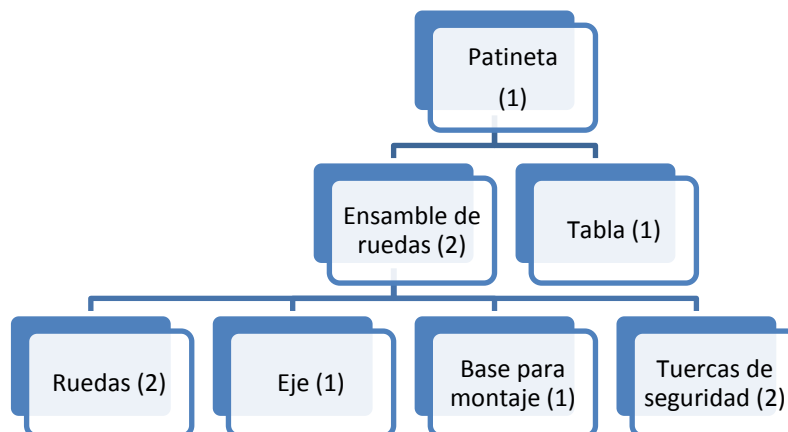 Patineta
(1)
Ensamble de
ruedas (2)
Tabla (1)
Ruedas (2)
Eje (1)
Base para
montaje (1)
Tuercas de
seguridad (2)